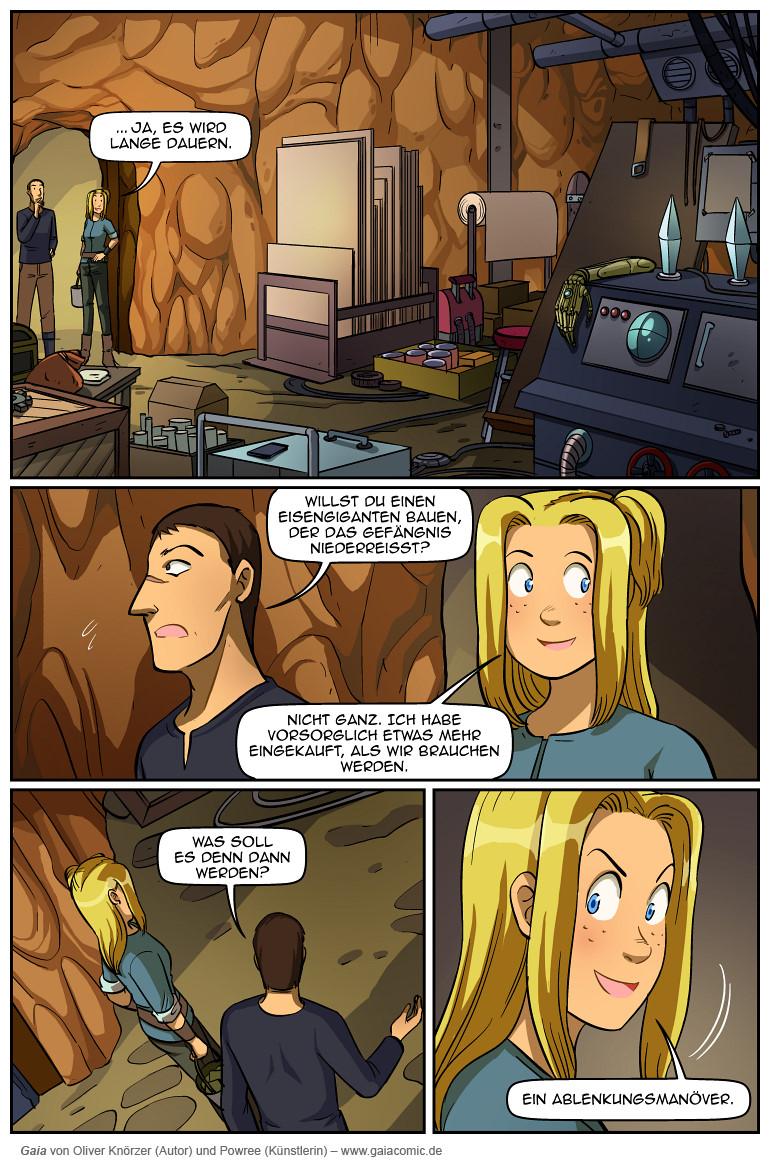 ... JA, ES WIRD
LANGE DAUERN.
WILLST DU EINEN
EISENGIGANTEN BAUEN,
DER DAS GEFÄNGNIS
NIEDERREISST?
NICHT GANZ. ICH HABE
VORSORGLICH ETWAS MEHR
EINGEKAUFT, ALS WIR BRAUCHEN
WERDEN.
WAS SOLL
ES DENN DANN
WERDEN?
EIN ABLENKUNGSMANÖVER.
Gaia von Oliver Knörzer (Autor) und Powree (Künstlerin) – www.gaiacomic.de